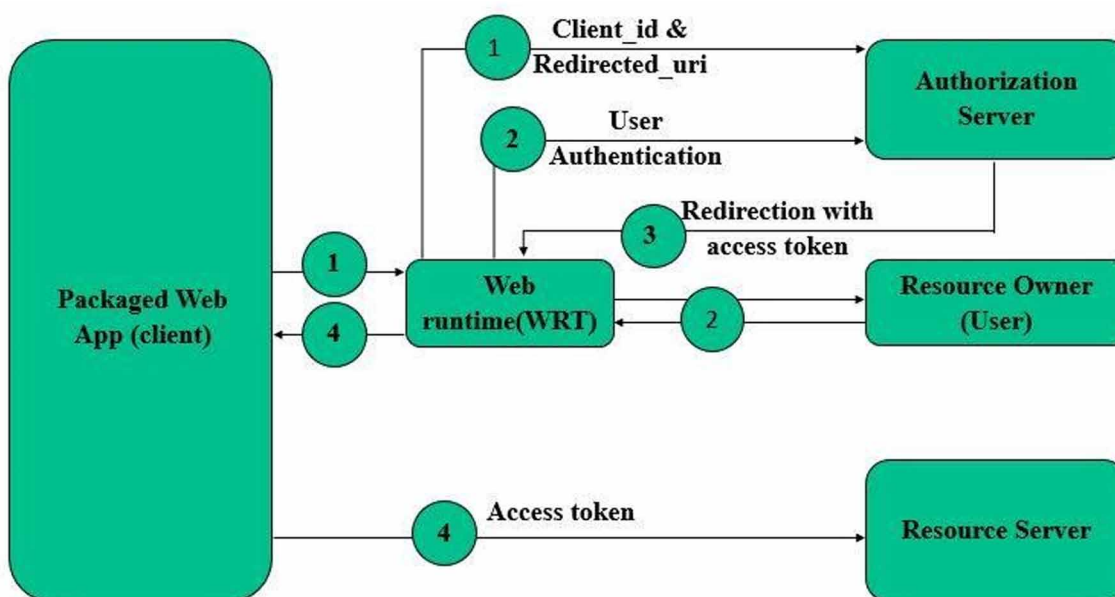 1
Client_id &
Redirected_uri
Authorization
Server
2
User
Authentication
3
Redirection with
access token
1
Packaged Web
App (client)
4
Web
runtime(WRT)
2
Resource Owner
(User)
4
Access token
Resource Server